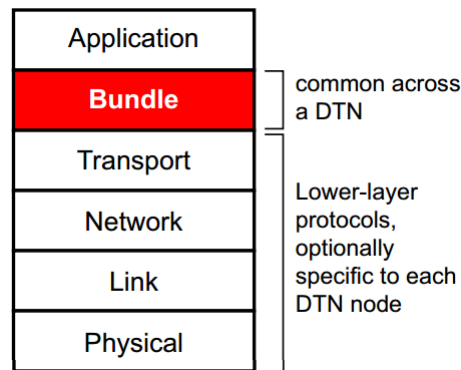 Application
Bundle
common across
a DTN
Transport
Network
Link
Physical
Lower-layer
protocols,
optionally
specific to each
DTN node